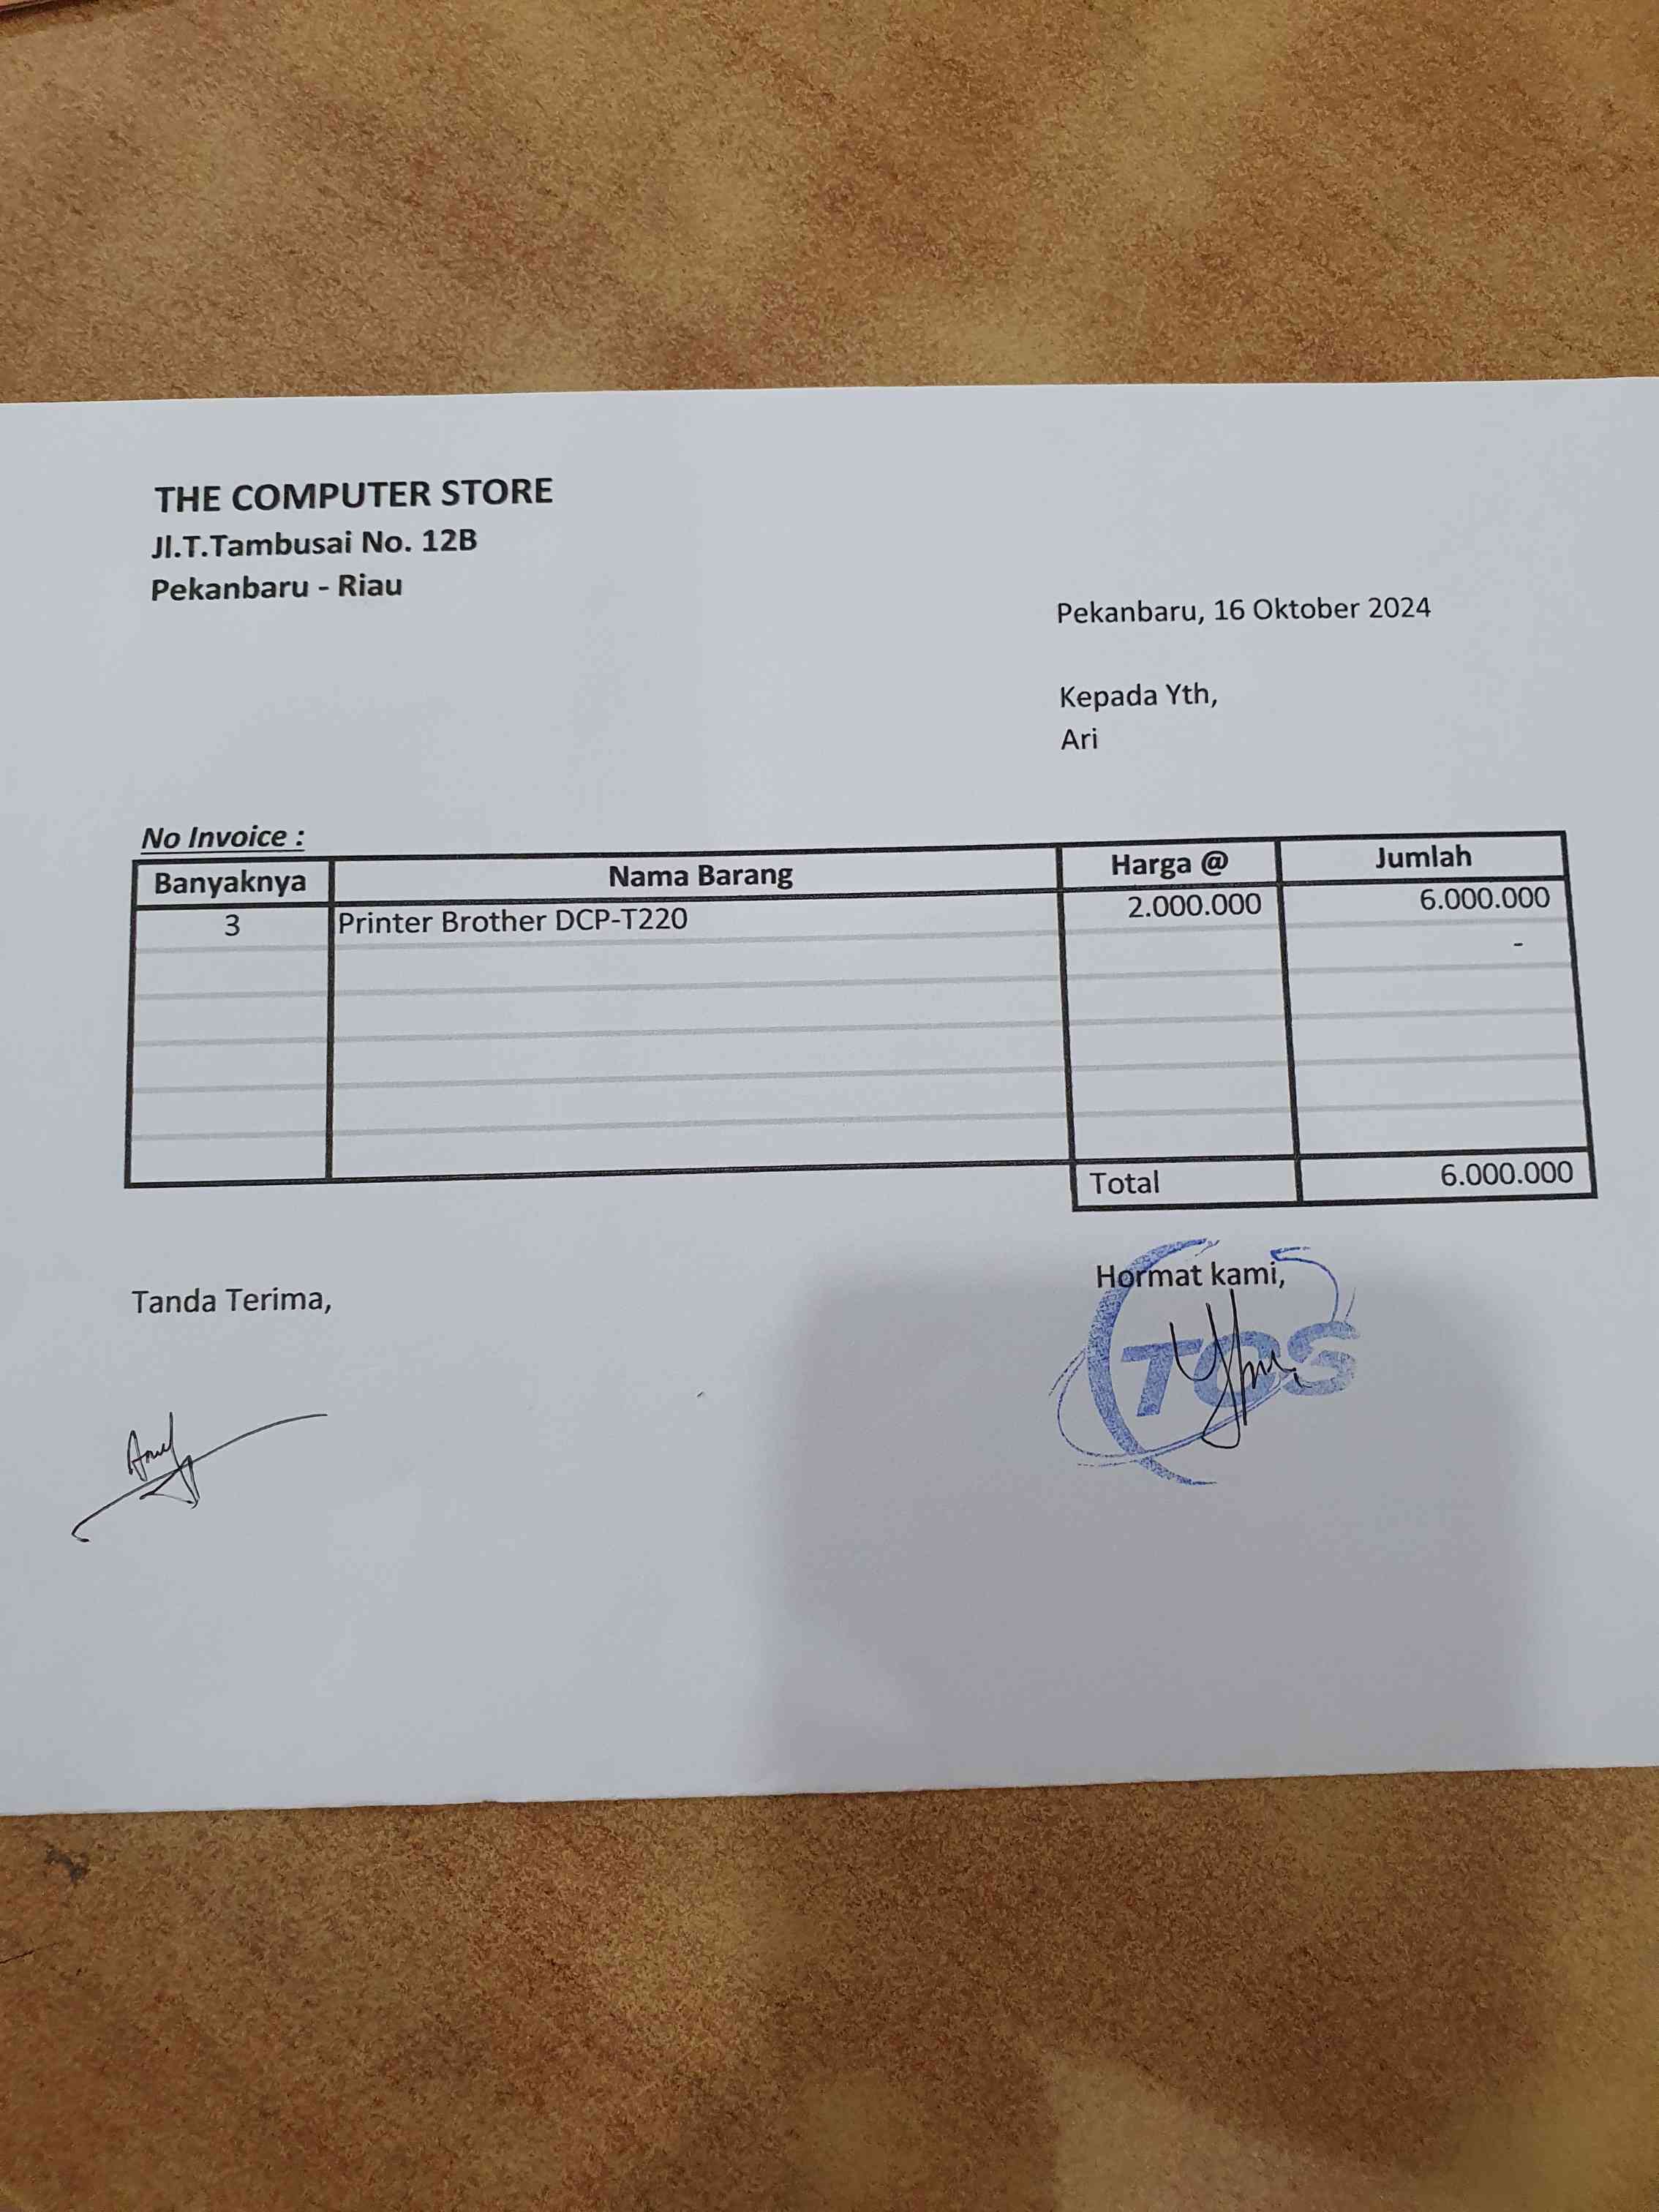 THE COMPUTER STORE
Jl.T.Tambusai No. 12B
Pekanbaru - Riau
Pekanbaru, 16 Oktober 2024
Kepada Yth,
Ari
No Invoice :
Banyaknya Nama Barang Harga @ Jumlah
3 Printer Brother DCP-T220 2.000.000 6.000.000
-
Total 6.000.000
Tanda Terima,
Hormat kami,
TOS